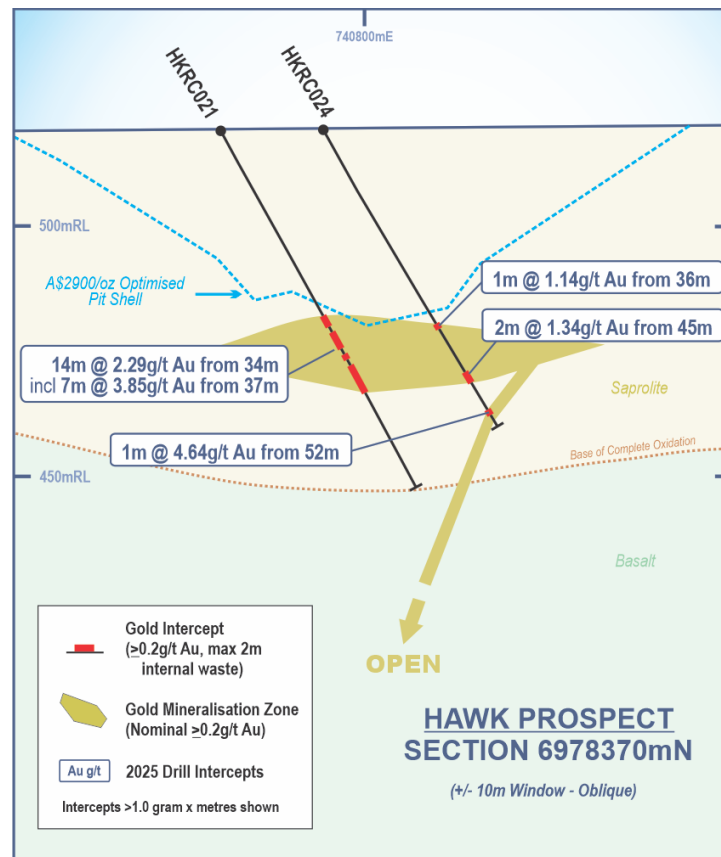 740800mE
HKRC021
HKRC024
500mRL
A$2900/oz Optimised
Pit Shell
1m @ 1.14g/t Au from 36m
2m @ 1.34g/t Au from 45m
14m @ 2.29g/t Au from 34m
incl 7m @ 3.85g/t Au from 37m
Saprolite
1m @ 4.64g/t Au from 52m
Base of Complete Oxidation
450mRL
Basalt
OPEN
Gold Intercept
(≥0.2g/t Au, max 2m
internal waste)
Gold Mineralisation Zone
(Nominal ≥0.2g/t Au)
Au g/t
2025 Drill Intercepts
Intercepts >1.0 gram x metres shown
HAWK PROSPECT
SECTION 6978370mN
(+/- 10m Window - Oblique)